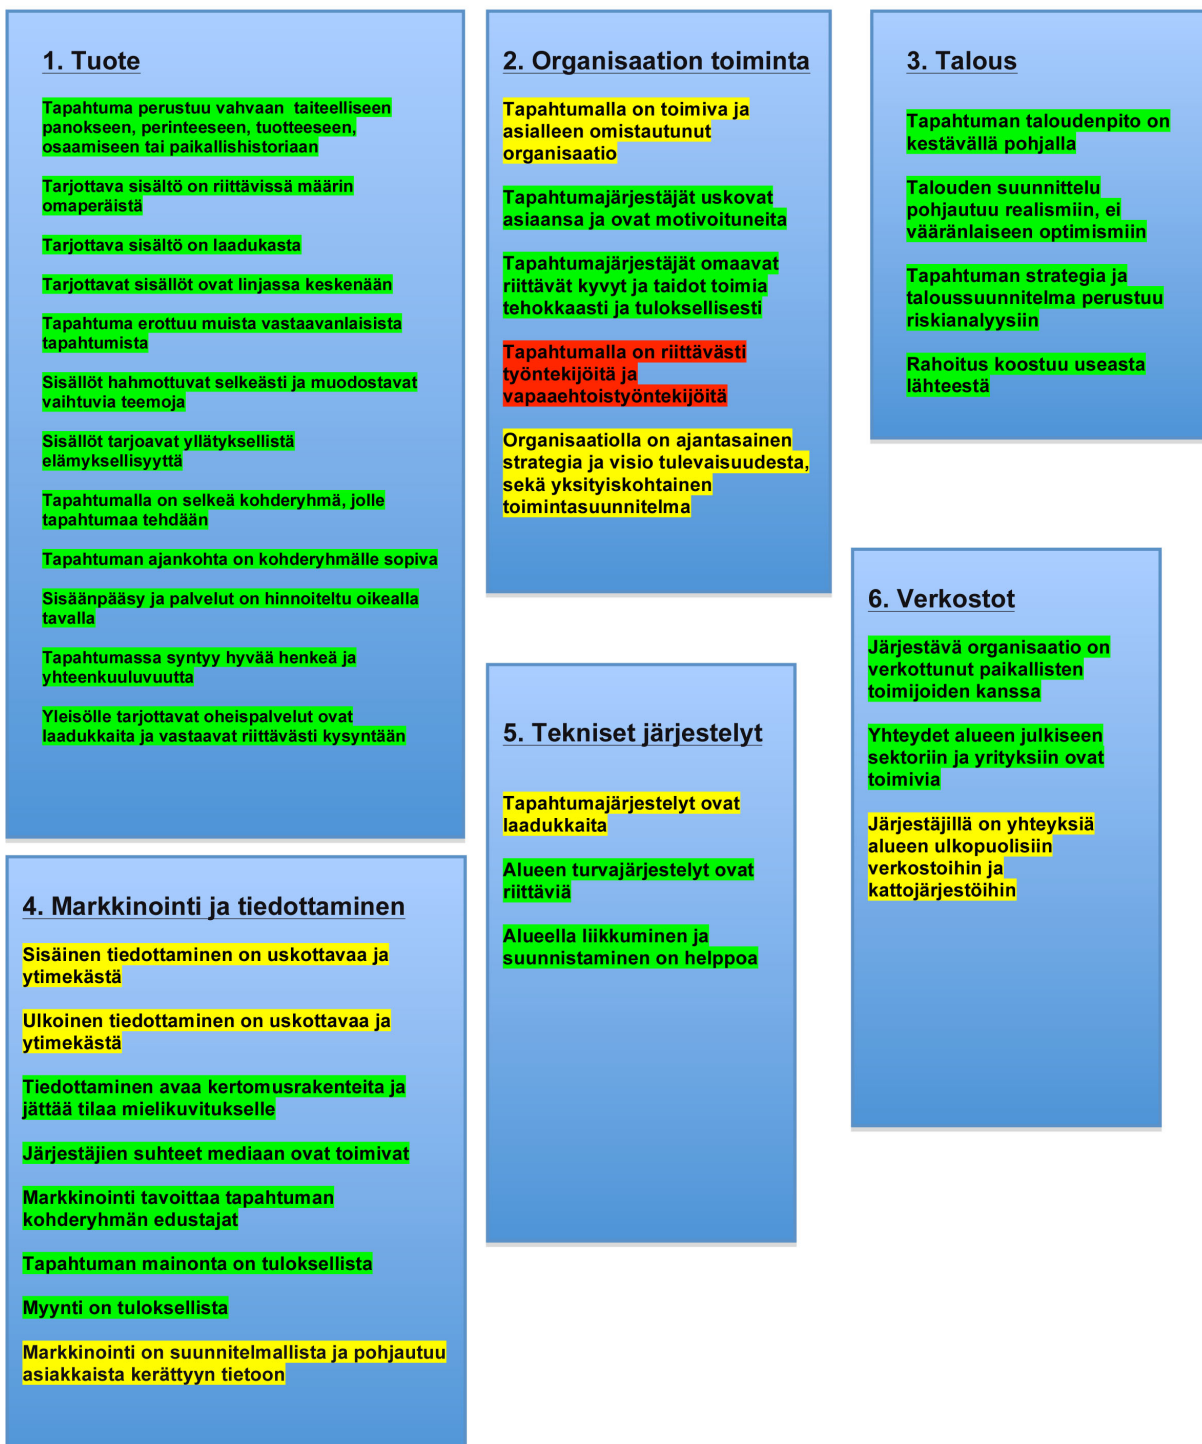 1. Tuote
Tapahtuma perustuu vahvaan taiteelliseen
panokseen, perinteeseen, tuotteeseen,
osaamiseen tai paikallishistoriaan
Tarjottava sisältö on riittävissä määrin
omaperäistä
Tarjottava sisältö on laadukasta
Tarjottavat sisällöt ovat linjassa keskenään
Tapahtuma erottuu muista vastaavanlaisista
tapahtumista
Sisällöt hahmottuvat selkeästi ja muodostavat
vaihtuvia teemoja
Sisällöt tarjoavat yllätyksellistä
elämyksellisyyttä
Tapahtumalla on selkeä kohderyhmä, jolle
tapahtumaa tehdään
Tapahtuman ajankohta on kohderyhmälle sopiva
Sisäänpääsy ja palvelut on hinnoiteltu oikealla
tavalla
Tapahtumassa syntyy hyvää henkeä ja
yhteenkuuluvuutta
Yleisölle tarjottavat oheispalvelut ovat
laadukkaita ja vastaavat riittävästi kysyntään
2. Organisaation toiminta
Tapahtumalla on toimiva ja
asialleen omistautunut
organisaatio
Tapahtumajärjestäjät uskovat
asiaansa ja ovat motivoituneita
Tapahtumajärjestäjät omaavat
riittävät kyvyt ja taidot toimia
tehokkaasti ja tuloksellisesti
Tapahtumalla on riittävästi
työntekijöitä ja
vapaaehtoistyöntekijöitä
Organisaatiolla on ajantasainen
strategia ja visio tulevaisuudesta,
sekä yksityiskohtainen
toimintasuunnitelma
3. Talous
Tapahtuman taloudenpito on
kestävällä pohjalla
Talouden suunnittelu
pohjautuu realismiin, ei
vääränlaiseen optimismiin
Tapahtuman strategia ja
taloussuunnitelma perustuu
riskianalyysiin
Rahoitus koostuu useasta
lähteestä
4. Markkinointi ja tiedottaminen
Sisäinen tiedottaminen on uskottavaa ja
ytimekästä
Ulkoinen tiedottaminen on uskottavaa ja
ytimekästä
Tiedottaminen avaa kertomusrakenteita ja
jättää tilaa mielikuvitukselle
Järjestäjien suhteet mediaan ovat toimivat
Markkinointi tavoittaa tapahtuman
kohderyhmän edustajat
Tapahtuman mainonta on tuloksellista
Myynti on tuloksellista
Markkinointi on suunnitelmallista ja pohjautuu
asiakkaista kerättyyn tietoon
5. Tekniset järjestelyt
Tapahtumajärjestelyt ovat
laadukkaita
Alueen turvajärjestelyt ovat
riittäviä
Alueella liikkuminen ja
suunnistaminen on helppoa
6. Verkostot
Järjestävä organisaatio on
verkottunut paikallisten
toimijoiden kanssa
Yhteydet alueen julkiseen
sektoriin ja yrityksiin ovat
toimivia
Järjestäjillä on yhteyksiä
alueen ulkopuolisiin
verkostoihin ja
kattojärjestöihin